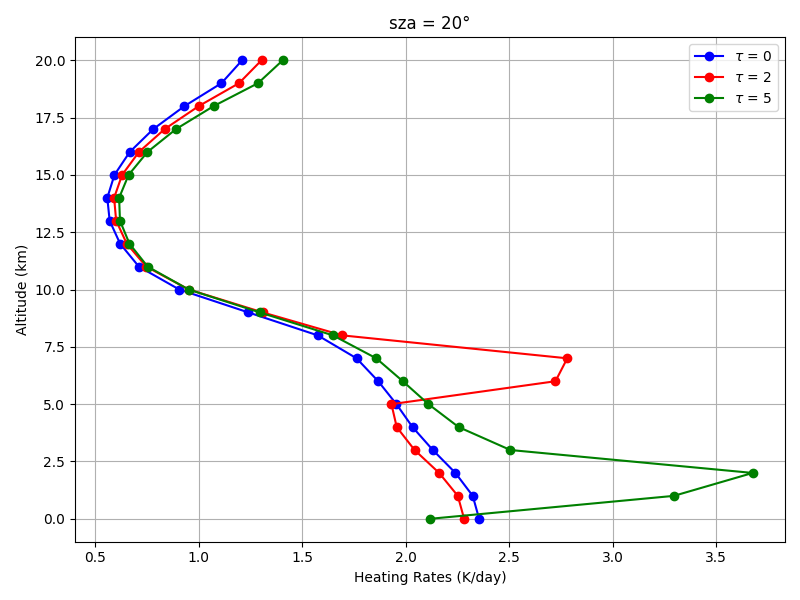 sza = 20°
τ = 0
τ = 2
τ = 5
20.0
17.5
15.0
12.5
10.0
7.5
5.0
2.5
0.0
Altitude (km)
0.5 1.0 1.5 2.0 2.5 3.0 3.5
Heating Rates (K/day)